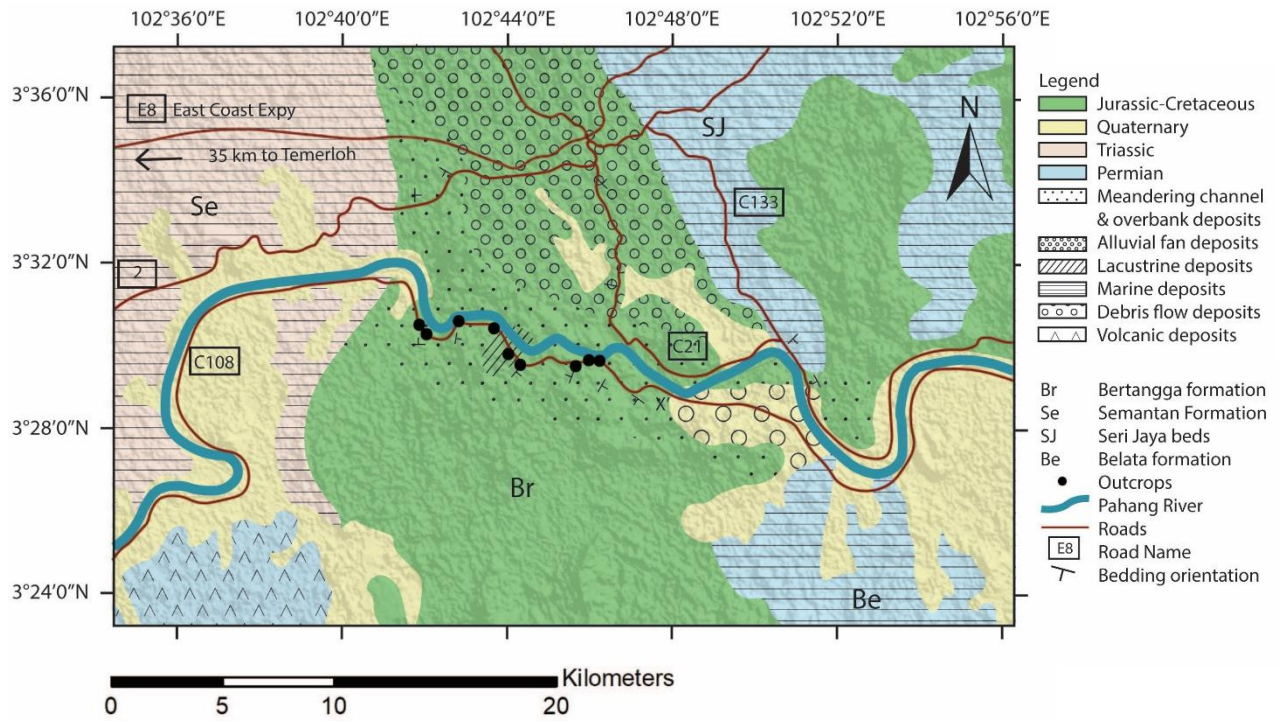 102°36'0"E 102°40'0"E 102°44'0"E 102°48'0"E 102°52'0"E 102°56'0"E
3°36'0"N
3°32'0"N
3°28'0"N
3°24'0"N
E8 East Coast Expy
35 km to Temerloh
Se
2
C108
SJ
C133
C21
X
Br
Be
N
Legend
Jurassic-Cretaceous
Quaternary
Triassic
Permian
Meandering channel
& overbank deposits
Alluvial fan deposits
Lacustrine deposits
Marine deposits
Debris flow deposits
Volcanic deposits
Br Bertangga formation
Se Semantan Formation
SJ Seri Jaya beds
Be Belata formation
Outcrops
Pahang River
Roads
E8 Road Name
Bedding orientation
Kilometers
0 5 10 20